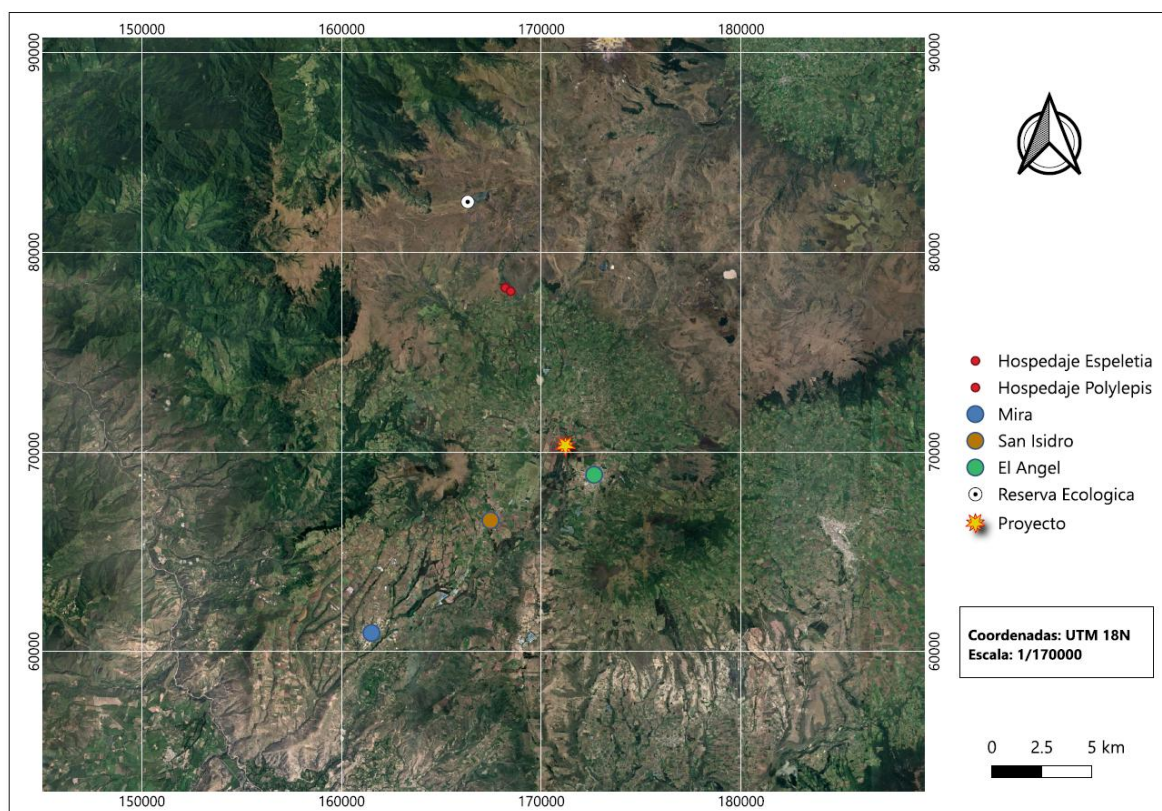 150000 160000 170000 180000
90000 90000
80000 80000
70000 70000
60000 60000
150000 160000 170000 180000
Hospedaje Espeletia
Hospedaje Polylepis
Mira
San Isidro
El Angel
Reserva Ecologica
Proyecto
Coordenadas: UTM 18N
Escala: 1/170000
0 2.5 5 km